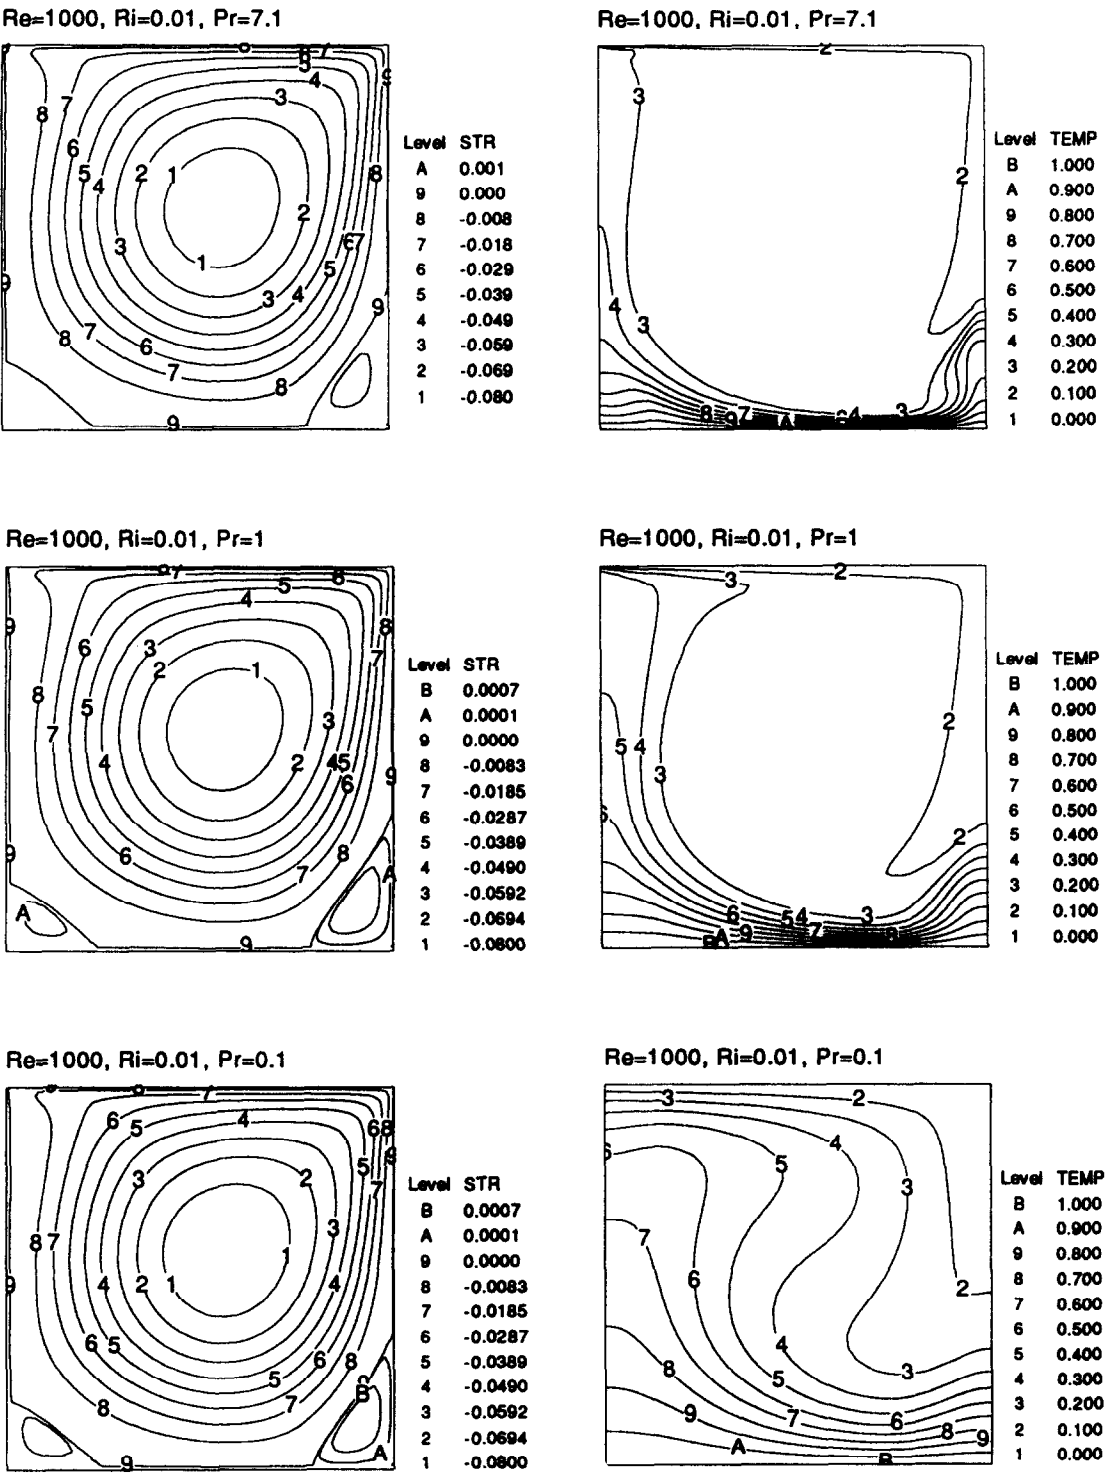 Re=1000, Ri=0.01, Pr=7.1
Level STR
A 0.001
9 0.000
8 -0.008
7 -0.018
6 -0.029
5 -0.039
4 -0.049
3 -0.059
2 -0.069
1 -0.080
Re=1000, Ri=0.01, Pr=7.1
Level TEMP
B 1.000
A 0.900
9 0.800
8 0.700
7 0.600
6 0.500
5 0.400
4 0.300
3 0.200
2 0.100
1 0.000
Re=1000, Ri=0.01, Pr=1
Level STR
B 0.0007
A 0.0001
9 0.0000
8 -0.0083
7 -0.0185
6 -0.0287
5 -0.0389
4 -0.0490
3 -0.0592
2 -0.0694
1 -0.0800
Re=1000, Ri=0.01, Pr=1
Level TEMP
B 1.000
A 0.900
9 0.800
8 0.700
7 0.600
6 0.500
5 0.400
4 0.300
3 0.200
2 0.100
1 0.000
Re=1000, Ri=0.01, Pr=0.1
Level STR
B 0.0007
A 0.0001
9 0.0000
8 -0.0083
7 -0.0185
6 -0.0287
5 -0.0389
4 -0.0490
3 -0.0592
2 -0.0694
1 -0.0800
Re=1000, Ri=0.01, Pr=0.1
Level TEMP
B 1.000
A 0.900
9 0.800
8 0.700
7 0.600
6 0.500
5 0.400
4 0.300
3 0.200
2 0.100
1 0.000